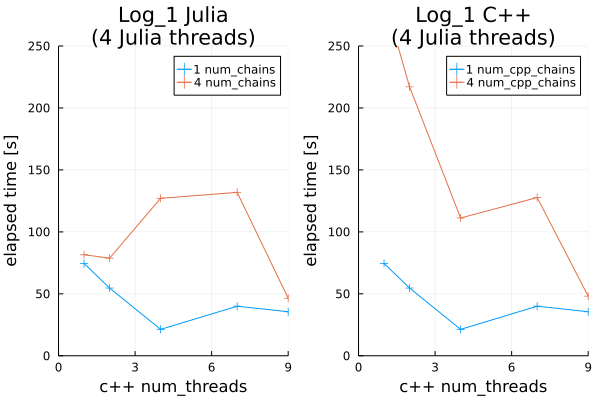 Log_1 Julia
(4 Julia threads)
250
200
150
100
50
0
elapsed time [s]
1 num_chains
4 num_chains
0
3
6
9
c++ num_threads
Log_1 C++
(4 Julia threads)
250
200
150
100
50
0
elapsed time [s]
1 num_cpp_chains
4 num_cpp_chains
0
3
6
9
c++ num_threads